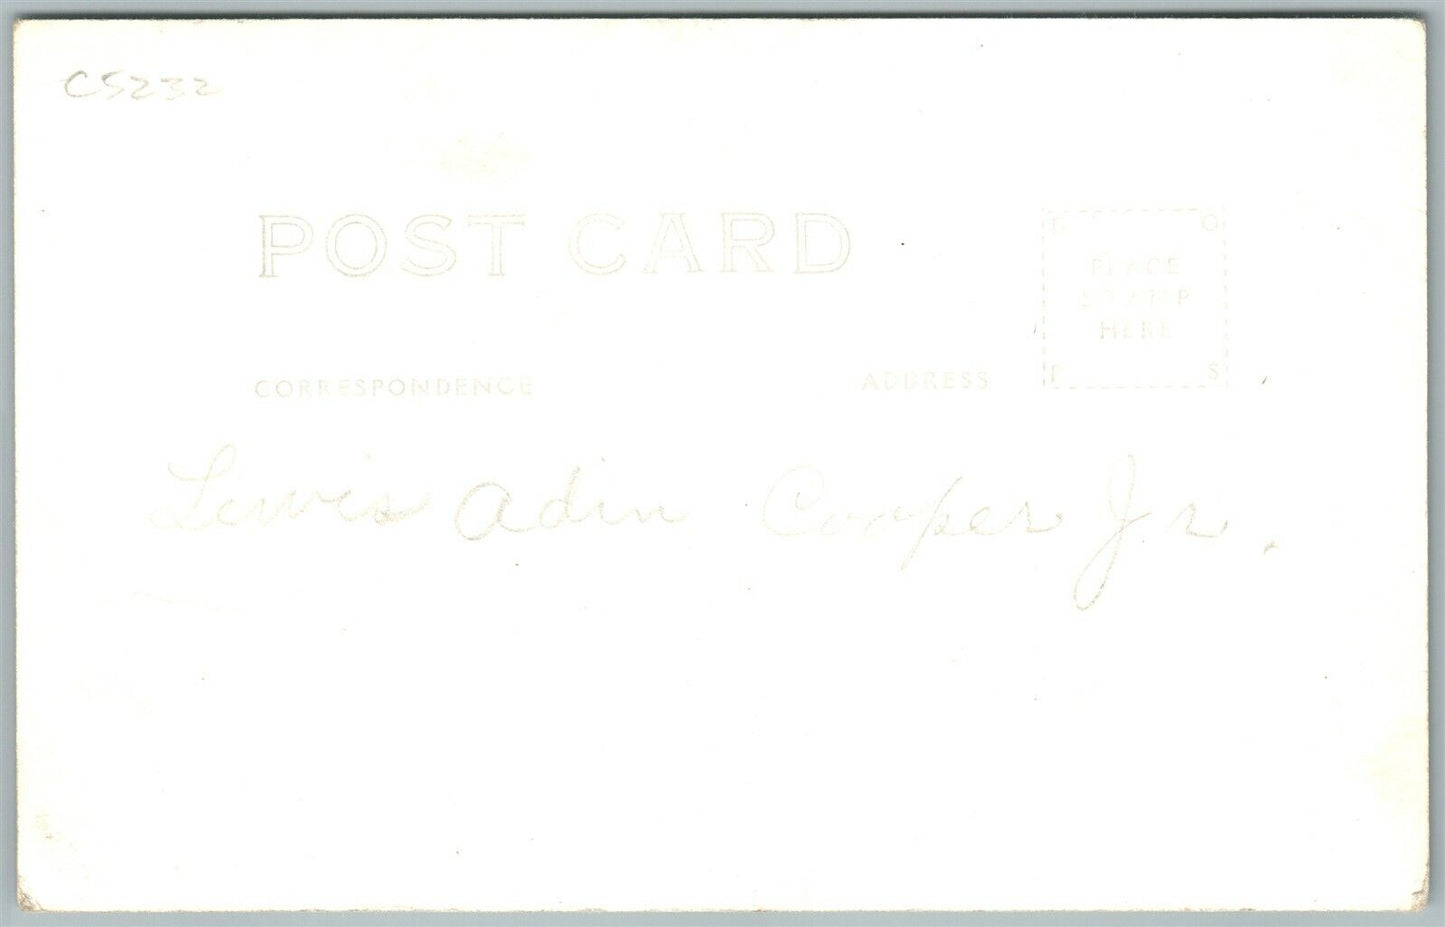 C5232
POST CARD
P O
PLACE
STAMP
HERE
P S
CORRESPONDENCE
ADDRESS
Lewis Adin Cooper Jr.